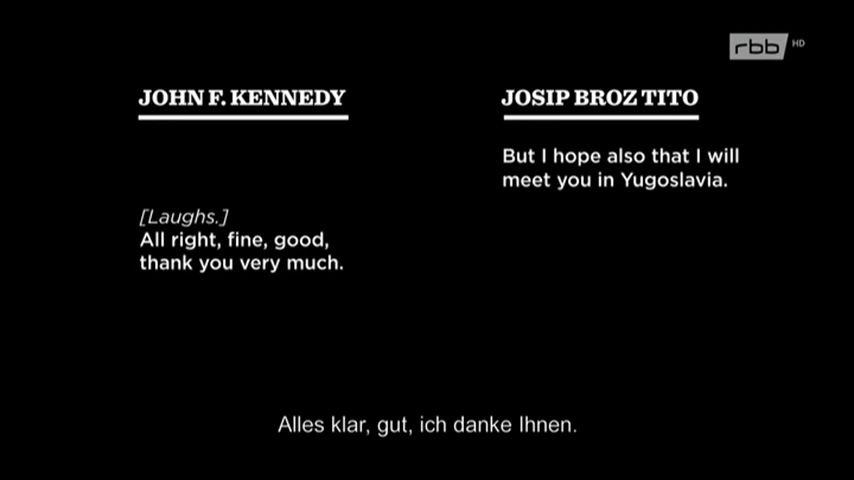 rbb HD
JOHN F. KENNEDY
JOSIP BROZ TITO
But I hope also that I will
meet you in Yugoslavia.
[Laughs.]
All right, fine, good,
thank you very much.
Alles klar, gut, ich danke Ihnen.